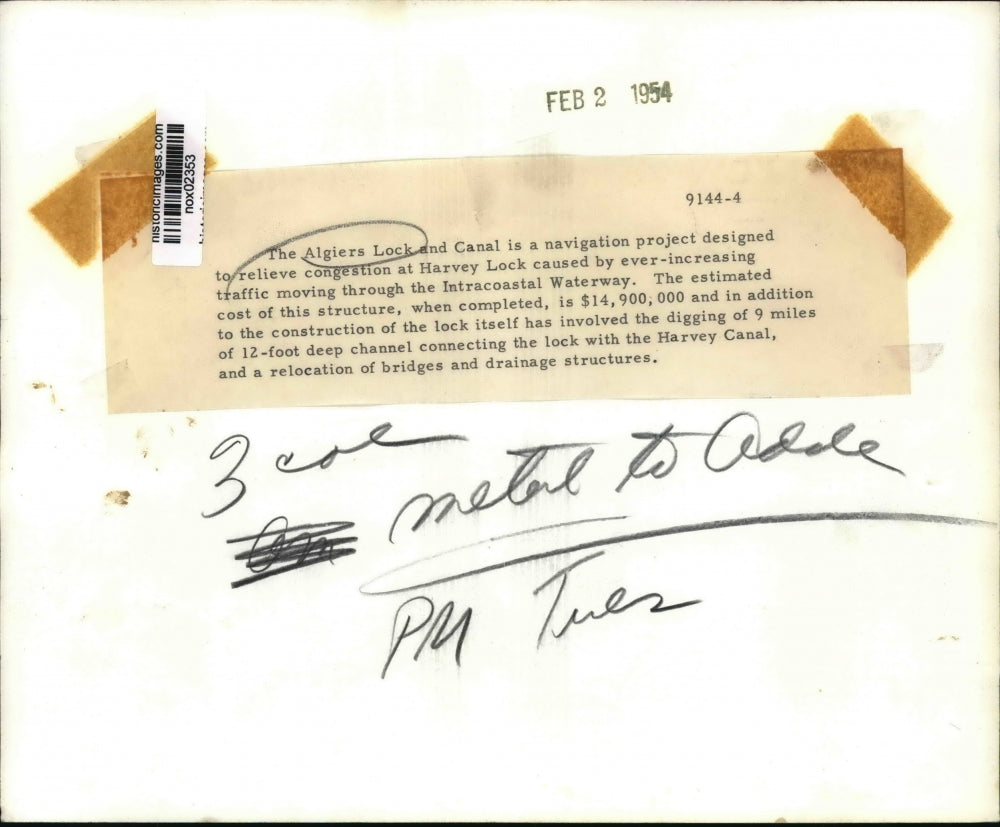 FEB 2 1954
historicimages.com
nox02353
9144-4
The Algiers Lock and Canal is a navigation project designed
to relieve congestion at Harvey Lock caused by ever-increasing
traffic moving through the Intracoastal Waterway. The estimated
cost of this structure, when completed, is $14,900,000 and in addition
to the construction of the lock itself has involved the digging of 9 miles
of 12-foot deep channel connecting the lock with the Harvey Canal,
and a relocation of bridges and drainage structures.
3 col
metal to
PM Tues